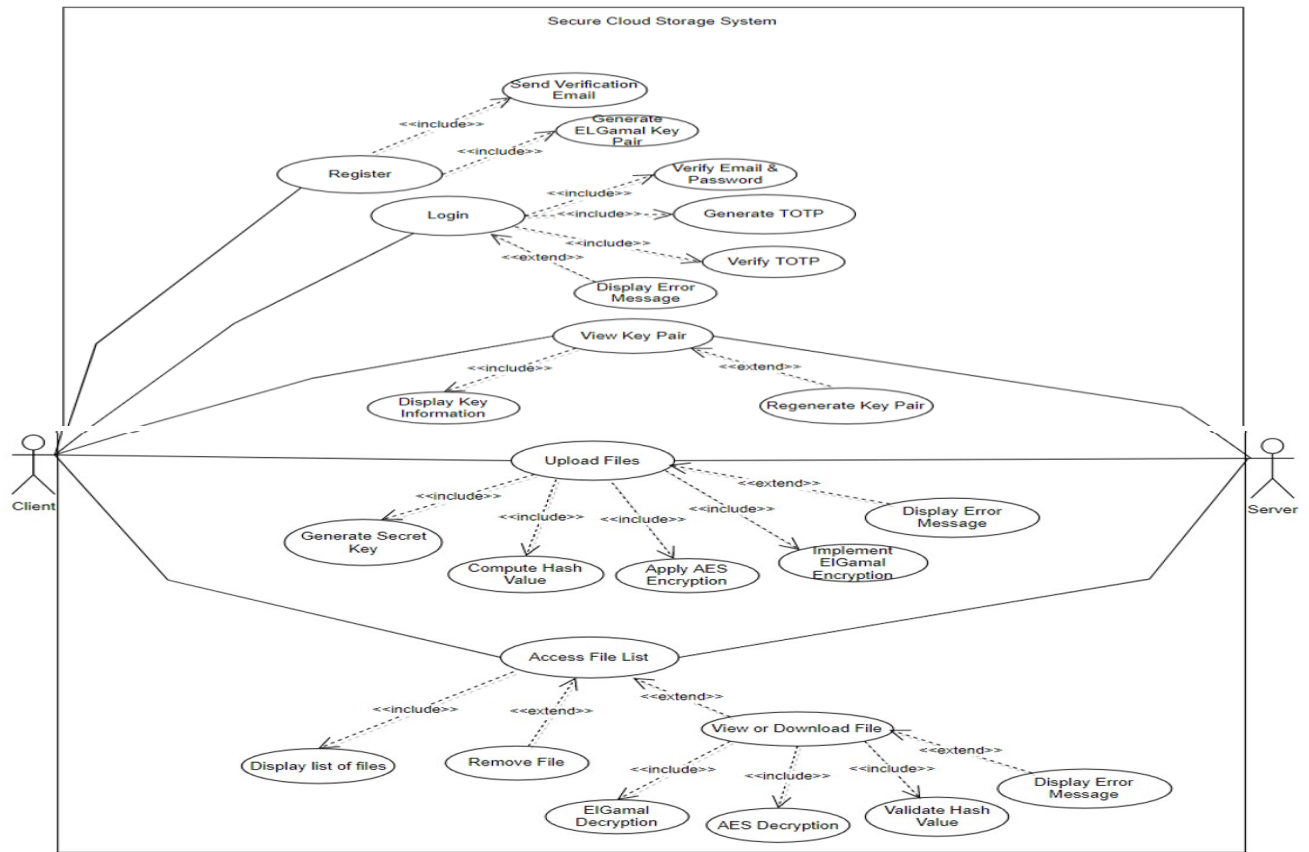 Secure Cloud Storage System
Send Verification
Email
<<include>>
Generate
ELGamal Key
Pair
<<include>>
Register
Verify Email &
Password
<<include>>
Login
<<include>>
Generate TOTP
<<include>>
<<extend>>
Verify TOTP
Display Error
Message
View Key Pair
<<include>>
<<extend>>
Display Key
Information
Regenerate Key Pair
Client
Server
Upload Files
<<include>>
<<include>>
<<include>>
<<include>>
<<extend>>
Generate Secret
Key
Display Error
Message
Compute Hash
Value
Apply AES
Encryption
Implement
ElGamal
Encryption
Access File List
<<include>>
<<extend>>
<<extend>>
Display list of files
Remove File
View or Download File
<<include>>
<<include>>
<<include>>
<<extend>>
ElGamal
Decryption
AES Decryption
Validate Hash
Value
Display Error
Message